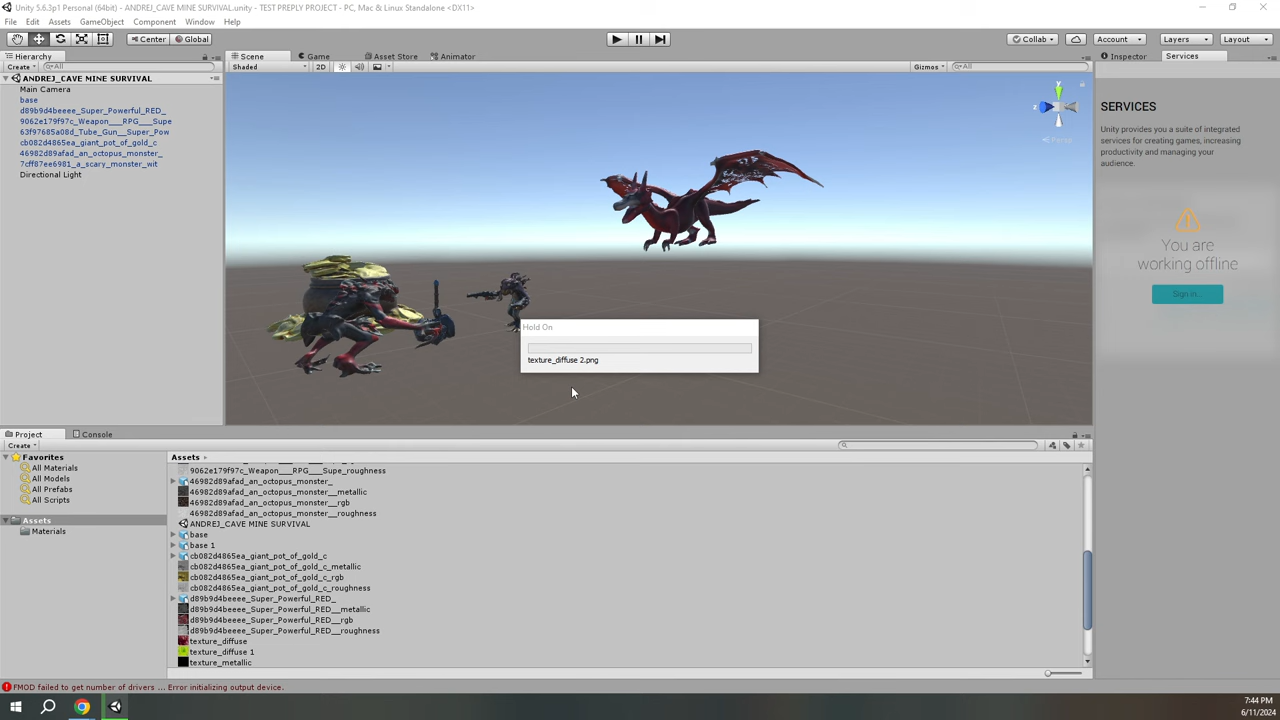 Unity 5.6.3p1 Personal (64bit) - ANDREJ_CAVE MINE SURVIVAL.unity - TEST PREPLY PROJECT - PC, Mac & Linux Standalone <DX11>
File Edit Assets GameObject Component Window Help
Center Global Collab Account Layers Layout
Hierarchy Scene Game Asset Store Animator Inspector Services
Create All Shaded 2D Gizmos All
ANDREJ_CAVE MINE SURVIVAL
Main Camera
base
d89b9d4beeee_Super_Powerful_RED_
9062e179f97c_Weapon___RPG___Supe
63f97685a08d_Tube_Gun__Super_Pow
cb082d4865ea_giant_pot_of_gold_c
46982d89afad_an_octopus_monster_
7cff87ee6981_a_scary_monster_wit
Directional Light
y
z
Persp
SERVICES
Unity provides you a suite of integrated
services for creating games, increasing
productivity and managing your
audience.
You are
working offline
Sign in...
Hold On
texture_diffuse 2.png
Project Console
Create
Favorites
All Materials
All Models
All Prefabs
All Scripts
Assets
Materials
Assets
9062e179f97c_Weapon___RPG___Supe_roughness
46982d89afad_an_octopus_monster_
46982d89afad_an_octopus_monster__metallic
46982d89afad_an_octopus_monster__rgb
46982d89afad_an_octopus_monster__roughness
ANDREJ_CAVE MINE SURVIVAL
base
base 1
cb082d4865ea_giant_pot_of_gold_c
cb082d4865ea_giant_pot_of_gold_c_metallic
cb082d4865ea_giant_pot_of_gold_c_rgb
cb082d4865ea_giant_pot_of_gold_c_roughness
d89b9d4beeee_Super_Powerful_RED_
d89b9d4beeee_Super_Powerful_RED__metallic
d89b9d4beeee_Super_Powerful_RED__rgb
d89b9d4beeee_Super_Powerful_RED__roughness
texture_diffuse
texture_diffuse 1
texture_metallic
FMOD failed to get number of drivers ... Error initializing output device.
7:44 PM
6/11/2024